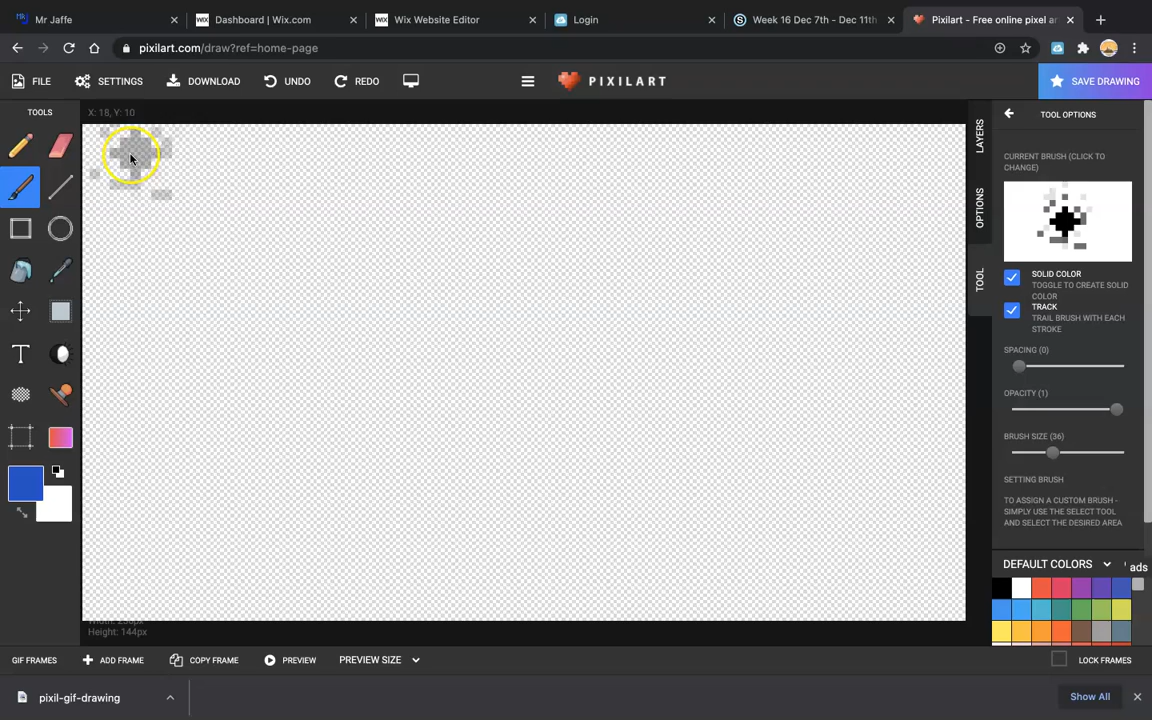 Mr Jaffe
Dashboard | Wix.com
Wix Website Editor
Login
Week 16 Dec 7th - Dec 11th
Pixilart - Free online pixel ar
pixilart.com/draw?ref=home-page
FILE
SETTINGS
DOWNLOAD
UNDO
REDO
PIXILART
SAVE DRAWING
TOOLS
X: 18, Y: 10
LAYERS
OPTIONS
TOOL
TOOL OPTIONS
CURRENT BRUSH (CLICK TO
CHANGE)
SOLID COLOR
TOGGLE TO CREATE SOLID
COLOR
TRACK
TRAIL BRUSH WITH EACH
STROKE
SPACING (0)
OPACITY (1)
BRUSH SIZE (36)
SETTING BRUSH
TO ASSIGN A CUSTOM BRUSH -
SIMPLY USE THE SELECT TOOL
AND SELECT THE DESIRED AREA
DEFAULT COLORS
ads
Height: 144px
GIF FRAMES
ADD FRAME
COPY FRAME
PREVIEW
PREVIEW SIZE
LOCK FRAMES
pixil-gif-drawing
Show All